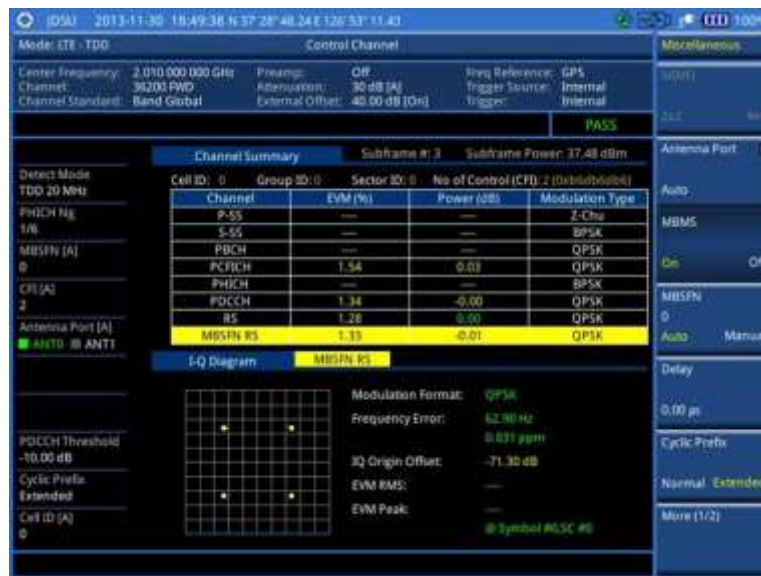 JDSU 2013-11-30 18:49:38 N 37° 28' 48.24 E 126° 53' 11.43 100%
Mode: LTE - TDD Control Channel Miscellaneous
Center Frequency: 2.010 000 000 GHz Preamp: Off Freq Reference: GPS
Channel: 36200 FWD Attenuation: 30 dB [A] Trigger Source: Internal
Channel Standard: Band Global External Offset: 40.00 dB [On] Trigger: Internal
PASS
Channel Summary Subframe #: 3 Subframe Power: 37.48 dBm
Detect Mode
TDD 20 MHz
PHICH Ng
1/6
MBSFN [A]
0
CFI [A]
2
Antenna Port [A]
ANT0 ANT1
PDCCH Threshold
-10.00 dB
Cyclic Prefix
Extended
Cell ID [A]
0
Cell ID: 0 Group ID: 0 Sector ID: 0 No of Control (CFI): 2
Channel EVM (%) Power (dB) Modulation Type
P-SS --- --- Z-Chu
S-SS --- --- BPSK
PBCH --- --- QPSK
PCFICH 1.54 0.03 QPSK
PHICH --- --- BPSK
PDCCH 1.34 -0.00 QPSK
RS 1.28 0.00 QPSK
MBSFN RS 1.33 -0.01 QPSK
I-Q Diagram MBSFN RS
Modulation Format: QPSK
Frequency Error: 62.90 Hz
0.031 ppm
IQ Origin Offset: -71.30 dB
EVM RMS: ---
EVM Peak: ---
@ Symbol #0,SC #0
Antenna Port
Auto
MBMS
On Of
MBSFN
0
Auto Manua
Delay
0.00 µs
Cyclic Prefix
Normal Extended
More (1/2)